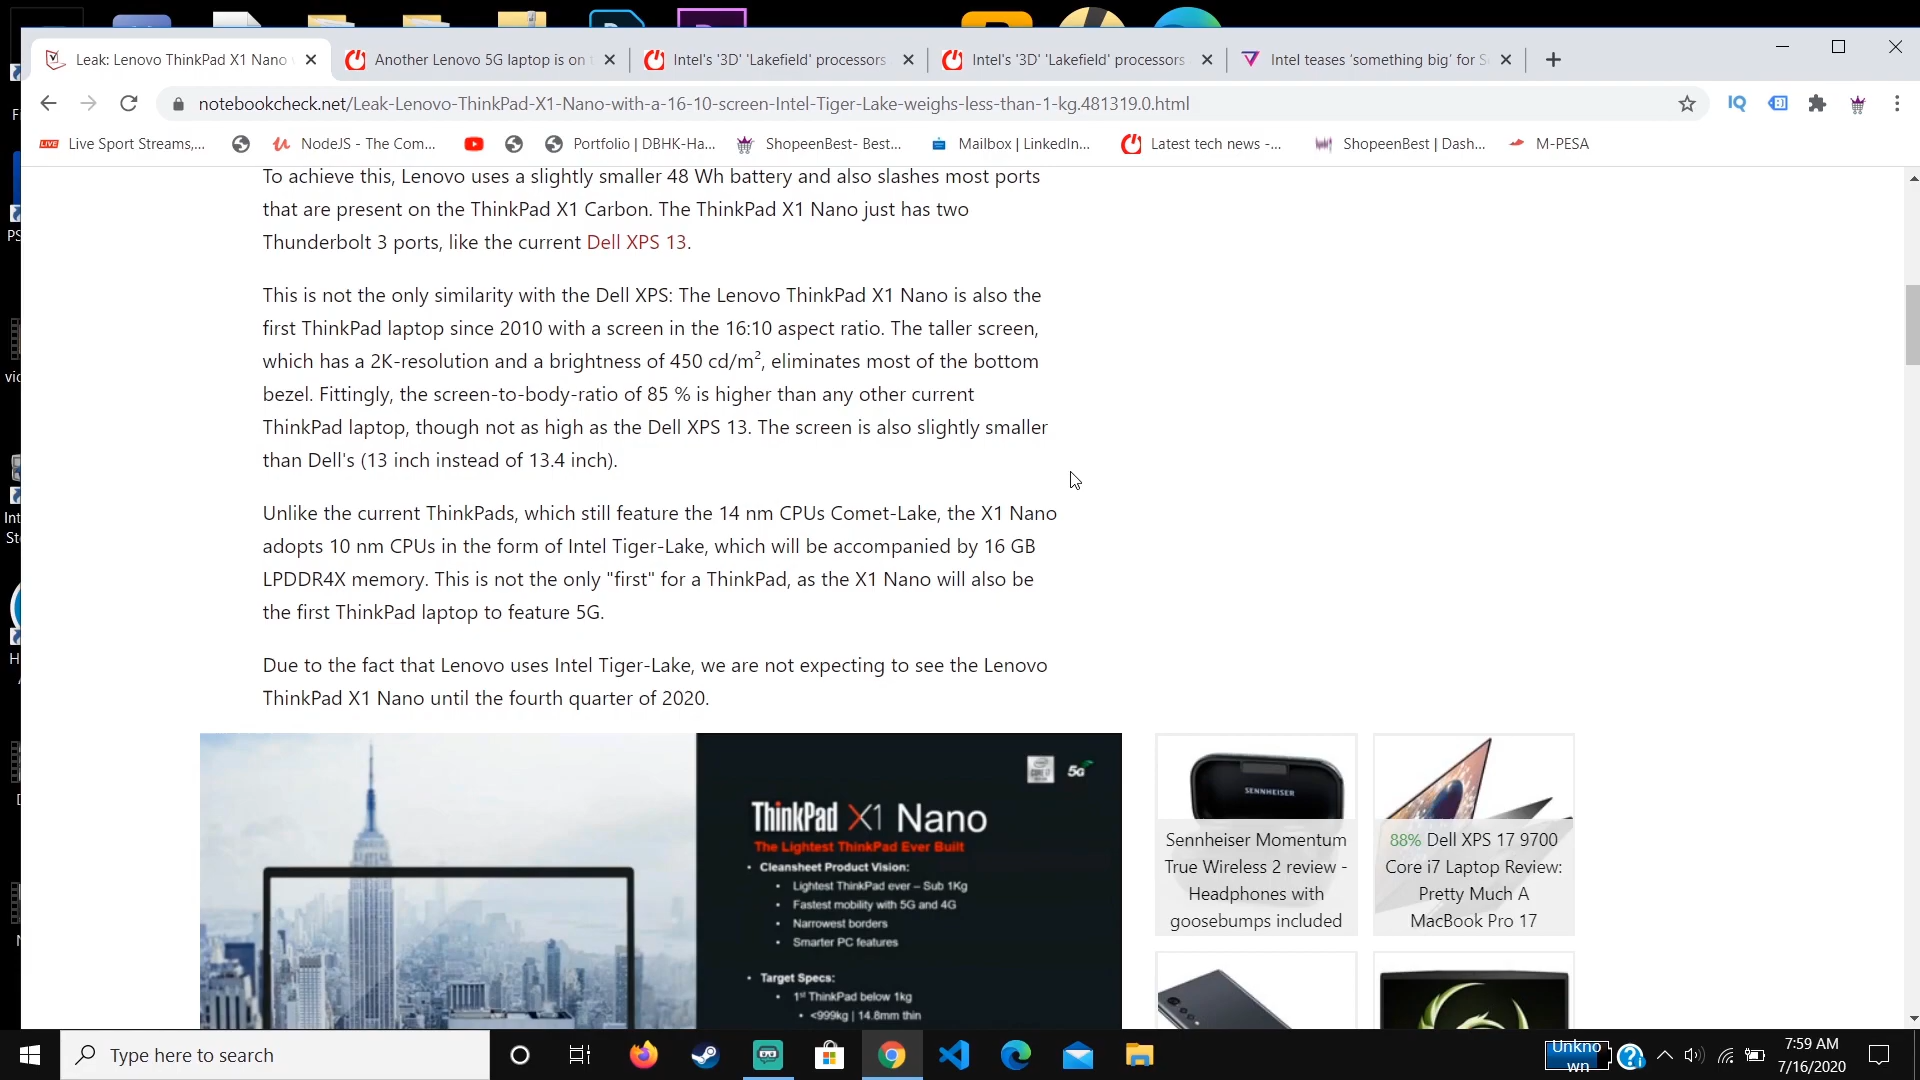 Leak: Lenovo ThinkPad X1 Nano
Another Lenovo 5G laptop is on
Intel's '3D' 'Lakefield' processors
Intel's '3D' 'Lakefield' processors
Intel teases 'something big' for
notebookcheck.net/Leak-Lenovo-ThinkPad-X1-Nano-with-a-16-10-screen-Intel-Tiger-Lake-weighs-less-than-1-kg.481319.0.html
IQ
LIVE Live Sport Streams,...
NodeJS - The Com...
Portfolio | DBHK-Ha...
ShopeenBest- Best...
Mailbox | LinkedIn...
Latest tech news -...
ShopeenBest | Dash...
M-PESA
To achieve this, Lenovo uses a slightly smaller 48 Wh battery and also slashes most ports
that are present on the ThinkPad X1 Carbon. The ThinkPad X1 Nano just has two
Thunderbolt 3 ports, like the current Dell XPS 13.
This is not the only similarity with the Dell XPS: The Lenovo ThinkPad X1 Nano is also the
first ThinkPad laptop since 2010 with a screen in the 16:10 aspect ratio. The taller screen,
which has a 2K-resolution and a brightness of 450 cd/m², eliminates most of the bottom
bezel. Fittingly, the screen-to-body-ratio of 85 % is higher than any other current
ThinkPad laptop, though not as high as the Dell XPS 13. The screen is also slightly smaller
than Dell's (13 inch instead of 13.4 inch).
Unlike the current ThinkPads, which still feature the 14 nm CPUs Comet-Lake, the X1 Nano
adopts 10 nm CPUs in the form of Intel Tiger-Lake, which will be accompanied by 16 GB
LPDDR4X memory. This is not the only "first" for a ThinkPad, as the X1 Nano will also be
the first ThinkPad laptop to feature 5G.
Due to the fact that Lenovo uses Intel Tiger-Lake, we are not expecting to see the Lenovo
ThinkPad X1 Nano until the fourth quarter of 2020.
5G
ThinkPad X1 Nano
The Lightest ThinkPad Ever Built
• Cleansheet Product Vision:
• Lightest ThinkPad ever – Sub 1Kg
• Fastest mobility with 5G and 4G
• Narrowest borders
• Smarter PC features
• Target Specs:
• 1st ThinkPad below 1kg
• <999kg | 14.8mm thin
SENNHEISER
Sennheiser Momentum
True Wireless 2 review -
Headphones with
goosebumps included
88% Dell XPS 17 9700
Core i7 Laptop Review:
Pretty Much A
MacBook Pro 17
Type here to search
Unkno
wn
7:59 AM
7/16/2020